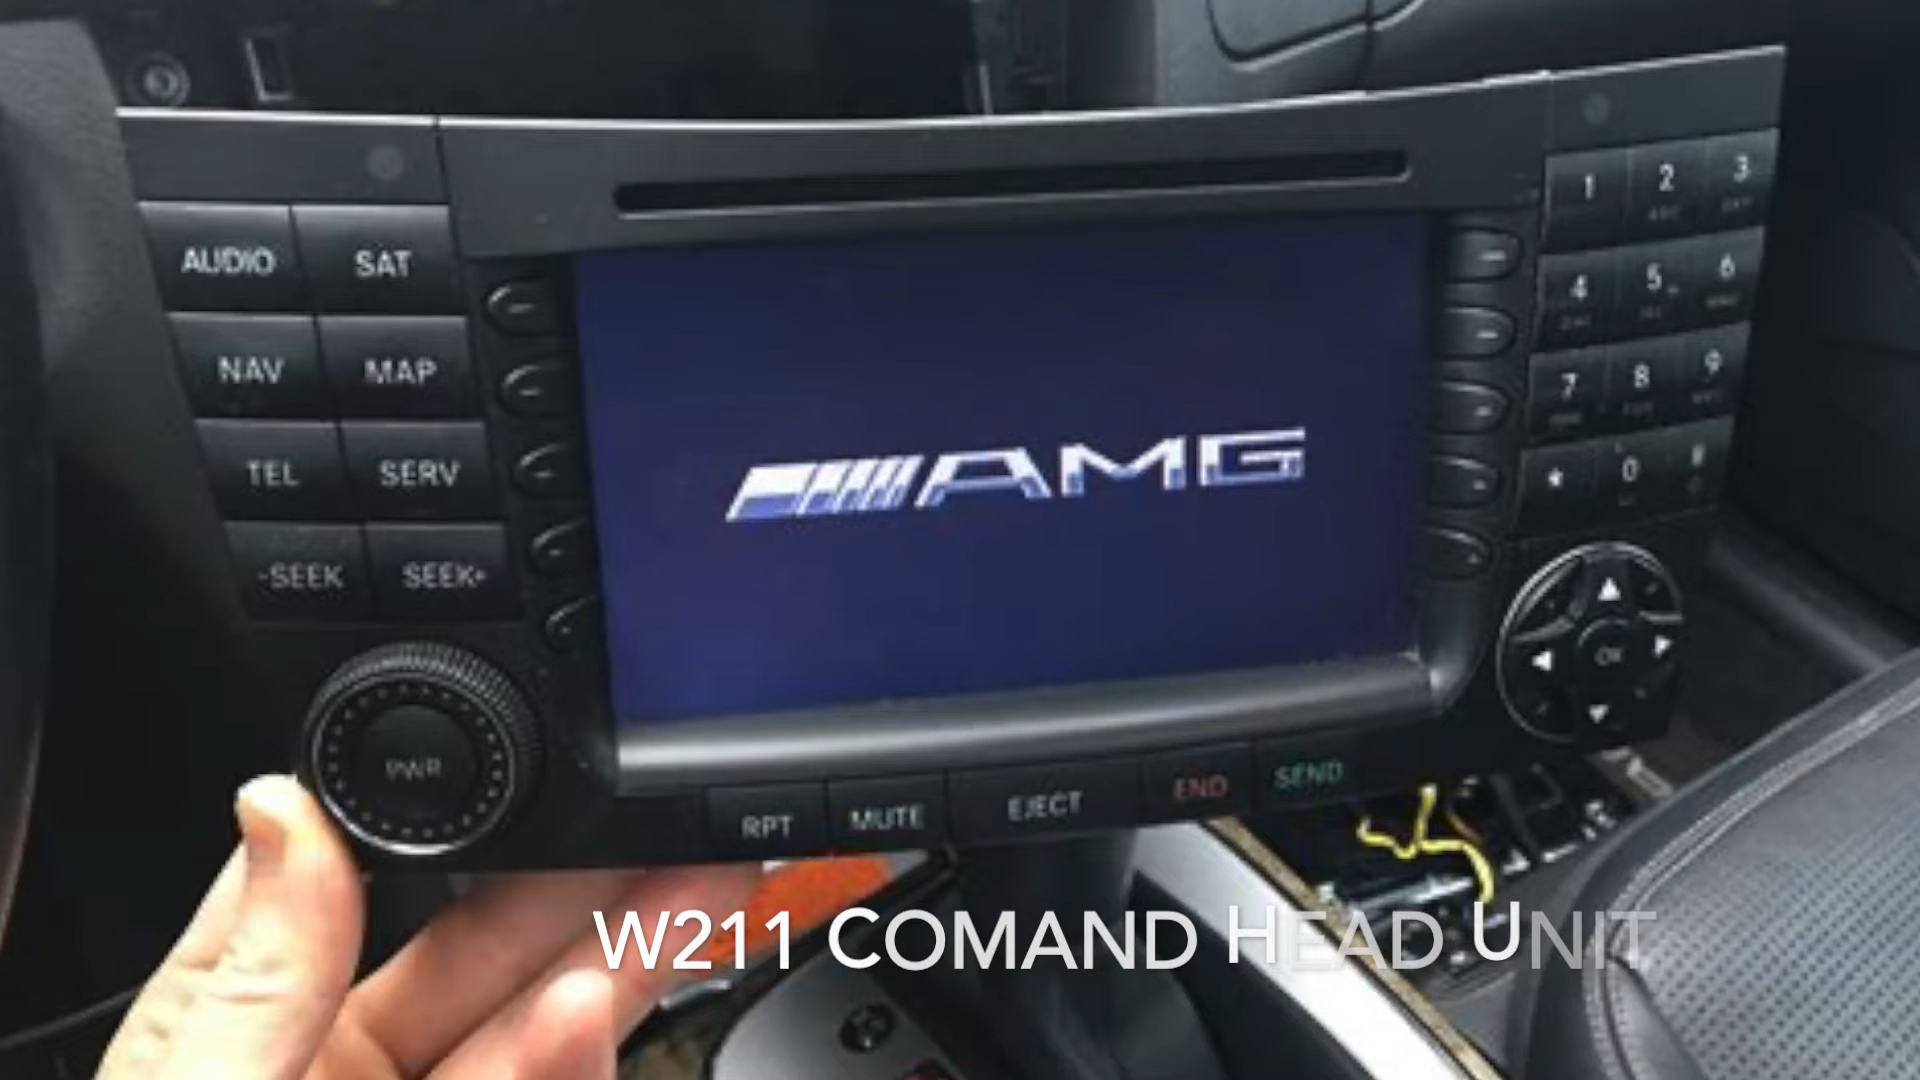 AUDIO SAT
NAV MAP
TEL SERV
-SEEK SEEK+
PWR
AMG
RPT MUTE EJECT END SEND
1 2 3
ABC
4 5 6
7 8 9
* 0 #
OK
W211 COMAND HEAD UNIT